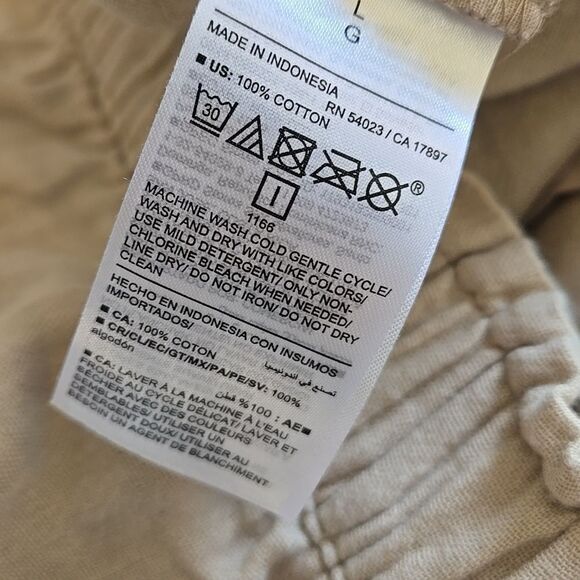 L
G
MADE IN INDONESIA
RN 54023 / CA 17897
■ US: 100% COTTON
30
®
1166
MACHINE WASH COLD GENTLE CYCLE/
WASH AND DRY WITH LIKE COLORS/
USE MILD DETERGENT/ ONLY NON-
CHLORINE BLEACH WHEN NEEDED/
LINE DRY/ DO NOT IRON/ DO NOT DRY
CLEAN
HECHO EN INDONESIA CON INSUMOS
IMPORTADOS/
تصنع في اندونيسيا
■ CA: 100% COTTON
■ CR/CL/EC/GT/MX/PA/PE/SV: 100%
algodón
■AE : 100 % قطن
■ CA: LAVER À LA MACHINE À L'EAU
FROIDE AU CYCLE DÉLICAT/ LAVER ET
SÉCHER AVEC DES COULEURS
SEMBLABLES/ UTILISER UN
DÉTERGENT DOUX/ UTILISER AU
BESOIN UN AGENT DE BLANCHIMENT